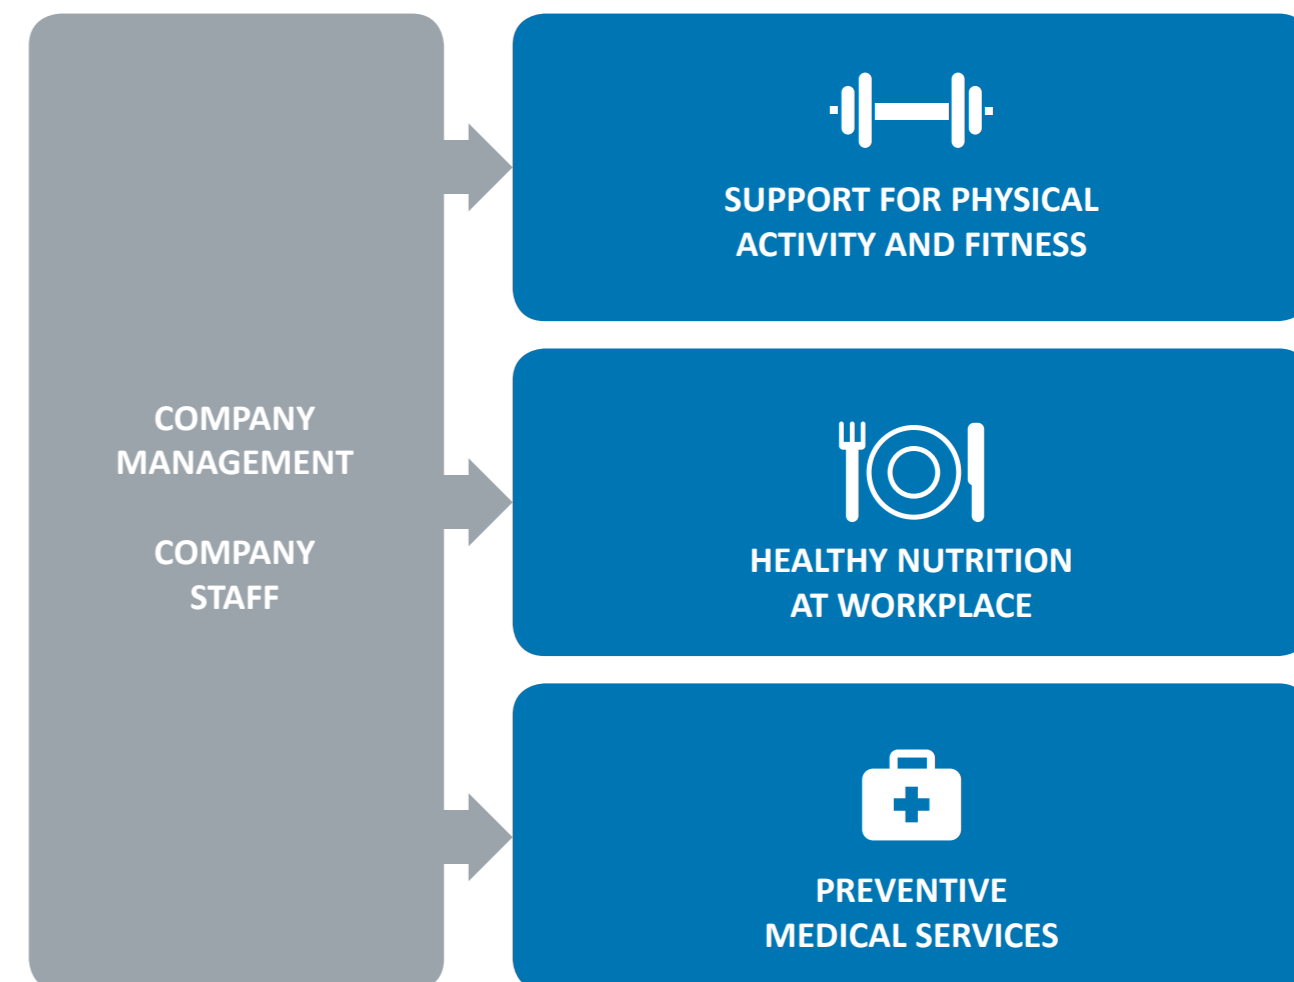 COMPANY
MANAGEMENT
COMPANY
STAFF
SUPPORT FOR PHYSICAL
ACTIVITY AND FITNESS
HEALTHY NUTRITION
AT WORKPLACE
PREVENTIVE
MEDICAL SERVICES